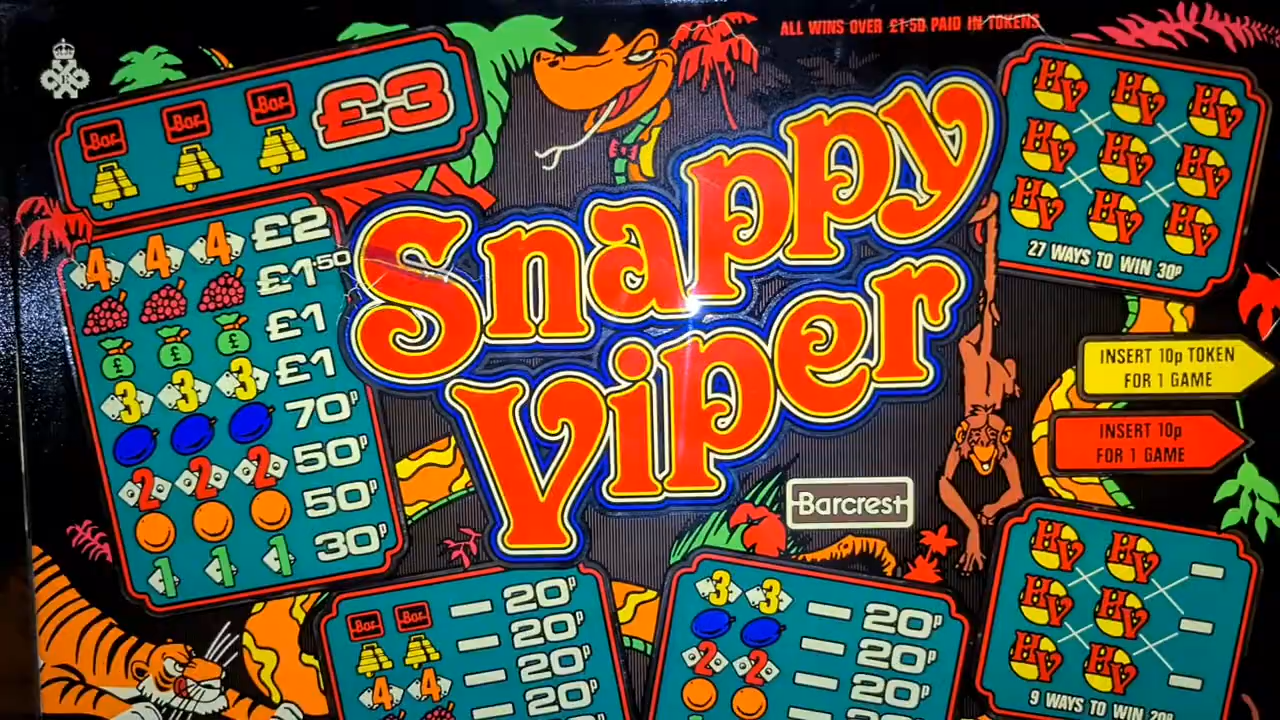 ALL WINS OVER £1·50 PAID IN TOKENS
Bar Bar Bar £3
4 4 4 £2
£1·50
£ £ £ £1
3 3 3 £1
70p
2 2 2 50p
50p
1 1 1 30p
Snappy
Viper
Barcrest
HV HV HV
HV HV HV
HV HV HV
27 WAYS TO WIN 30p
INSERT 10p TOKEN
FOR 1 GAME
INSERT 10p
FOR 1 GAME
Bar Bar — 20p
— 20p
4 4 — 20p
— 20p
3 3 — 20p
— 20p
2 2 — 20p
— 20p
HV HV —
HV HV —
HV HV —
9 WAYS TO WIN 20p